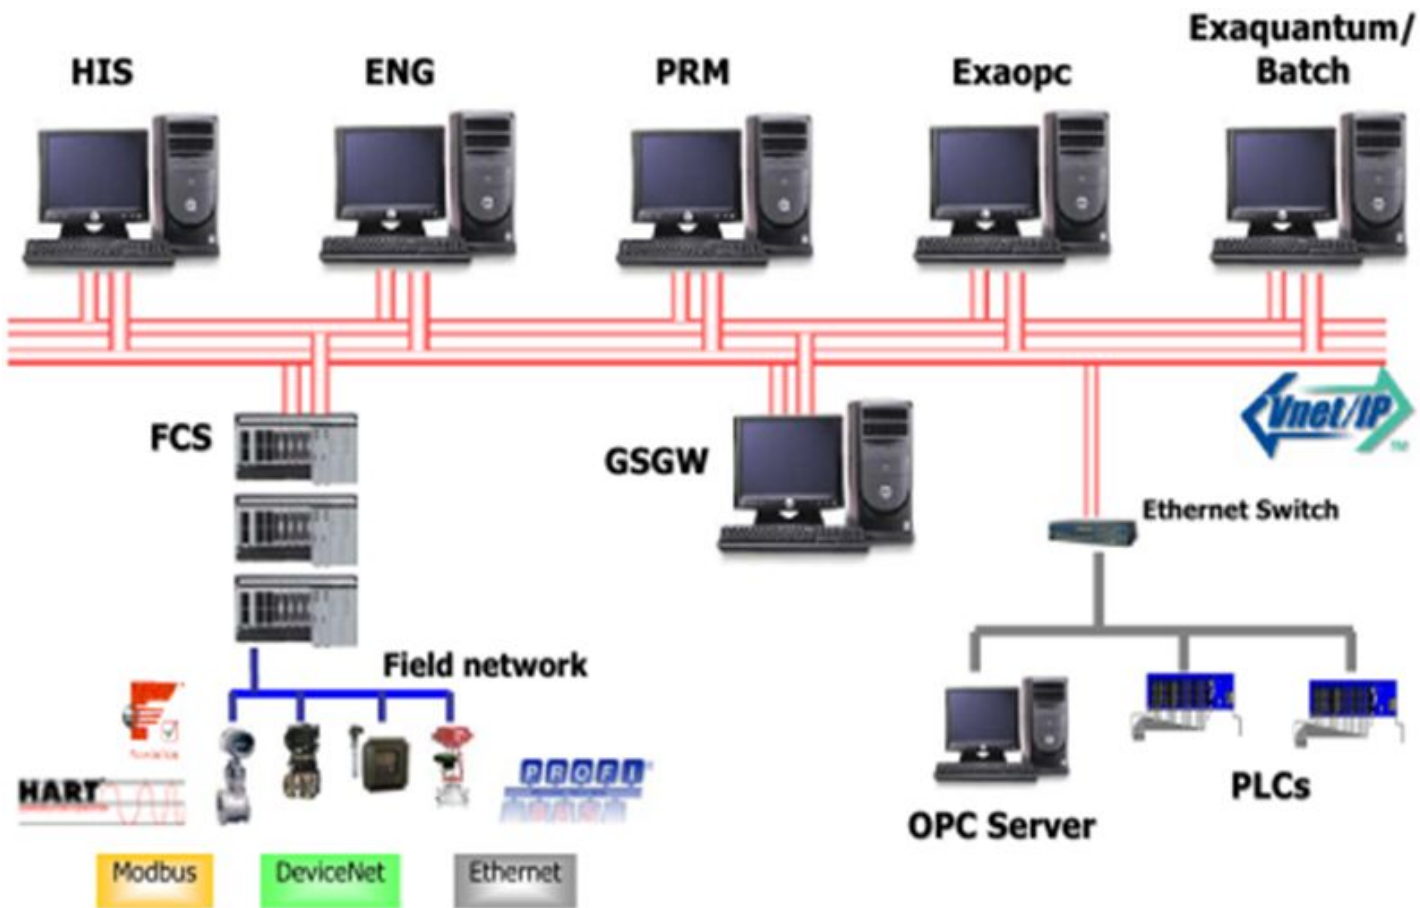 HIS
ENG
PRM
Exaopc
Exaquantum/
Batch
FCS
GSGW
Vnet/IP
TM
Ethernet Switch
Field network
HART
PROFI
OPC Server
PLCs
Modbus
DeviceNet
Ethernet